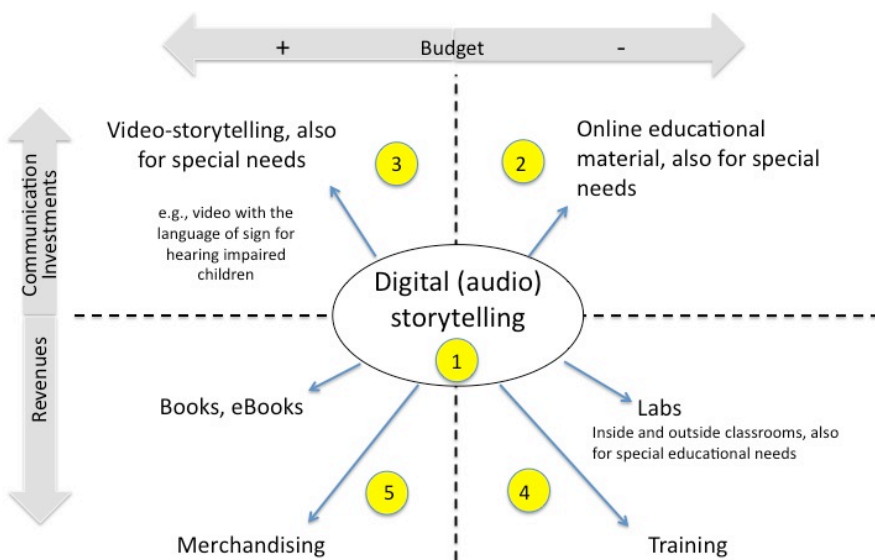 + Budget -
Communication
Investments
Revenues
Video-storytelling, also
for special needs
3
e.g., video with the
language of sign for
hearing impaired
children
2
Online educational
material, also for special
needs
Digital (audio)
storytelling
1
Books, eBooks
Labs
Inside and outside classrooms, also
for special educational needs
5
4
Merchandising
Training